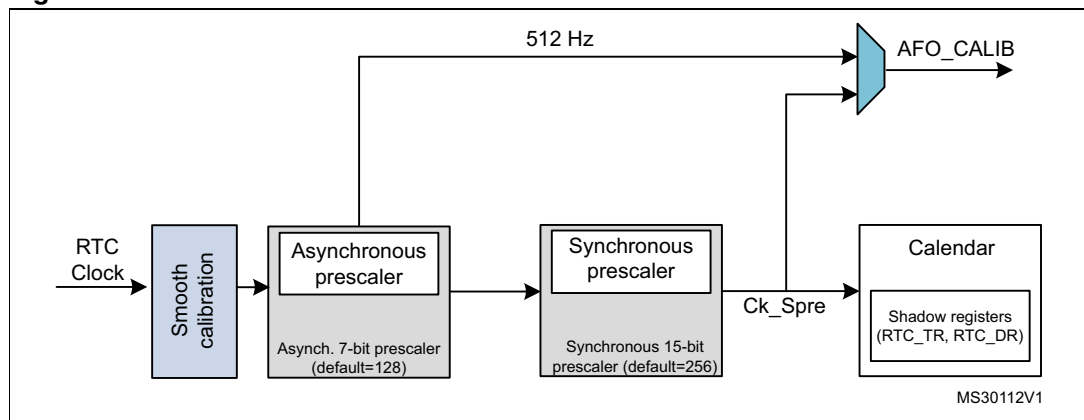 512 Hz
AFO_CALIB
RTC
Clock
Smooth
calibration
Asynchronous
prescaler
Asynch. 7-bit prescaler
(default=128)
Synchronous
prescaler
Synchronous 15-bit
prescaler (default=256)
Ck_Spre
Calendar
Shadow registers
(RTC_TR, RTC_DR)
MS30112V1